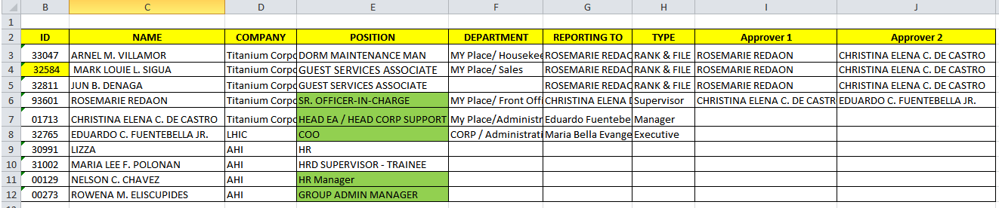 B C D E F G H I J
1
2 ID NAME COMPANY POSITION DEPARTMENT REPORTING TO TYPE Approver 1 Approver 2
3 33047 ARNEL M. VILLAMOR Titanium Corpo DORM MAINTENANCE MAN MY Place/ Housekee ROSEMARIE REDAC RANK & FILE ROSEMARIE REDAON CHRISTINA ELENA C. DE CASTRO
4 32584 MARK LOUIE L. SIGUA Titanium Corpo GUEST SERVICES ASSOCIATE MY Place/ Sales ROSEMARIE REDAC RANK & FILE ROSEMARIE REDAON CHRISTINA ELENA C. DE CASTRO
5 32811 JUN B. DENAGA Titanium Corpo GUEST SERVICES ASSOCIATE ROSEMARIE REDAC RANK & FILE ROSEMARIE REDAON CHRISTINA ELENA C. DE CASTRO
6 93601 ROSEMARIE REDAON Titanium Corpo SR. OFFICER-IN-CHARGE MY Place/ Front Offi CHRISTINA ELENA Supervisor CHRISTINA ELENA C. DE CASTR EDUARDO C. FUENTEBELLA JR.
7 01713 CHRISTINA ELENA C. DE CASTRO Titanium Corpo HEAD EA / HEAD CORP SUPPORT My Place/Administr Eduardo Fuentebe Manager
8 32765 EDUARDO C. FUENTEBELLA JR. LHIC COO CORP / Administrati Maria Bella Evange Executive
9 30991 LIZZA AHI HR
10 31002 MARIA LEE F. POLONAN AHI HRD SUPERVISOR - TRAINEE
11 00129 NELSON C. CHAVEZ AHI HR Manager
12 00273 ROWENA M. ELISCUPIDES AHI GROUP ADMIN MANAGER